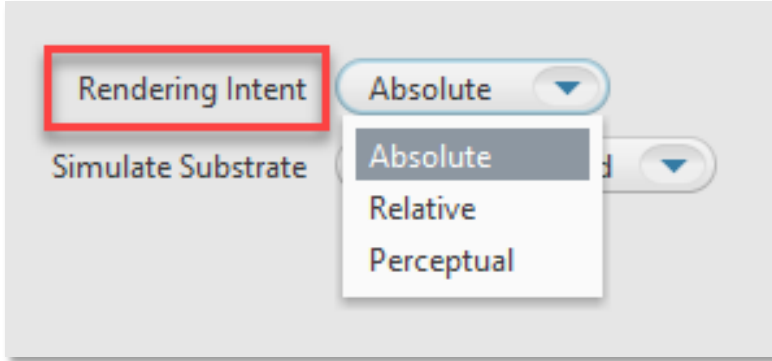 Rendering Intent Absolute
Simulate Substrate
Absolute
Relative
Perceptual